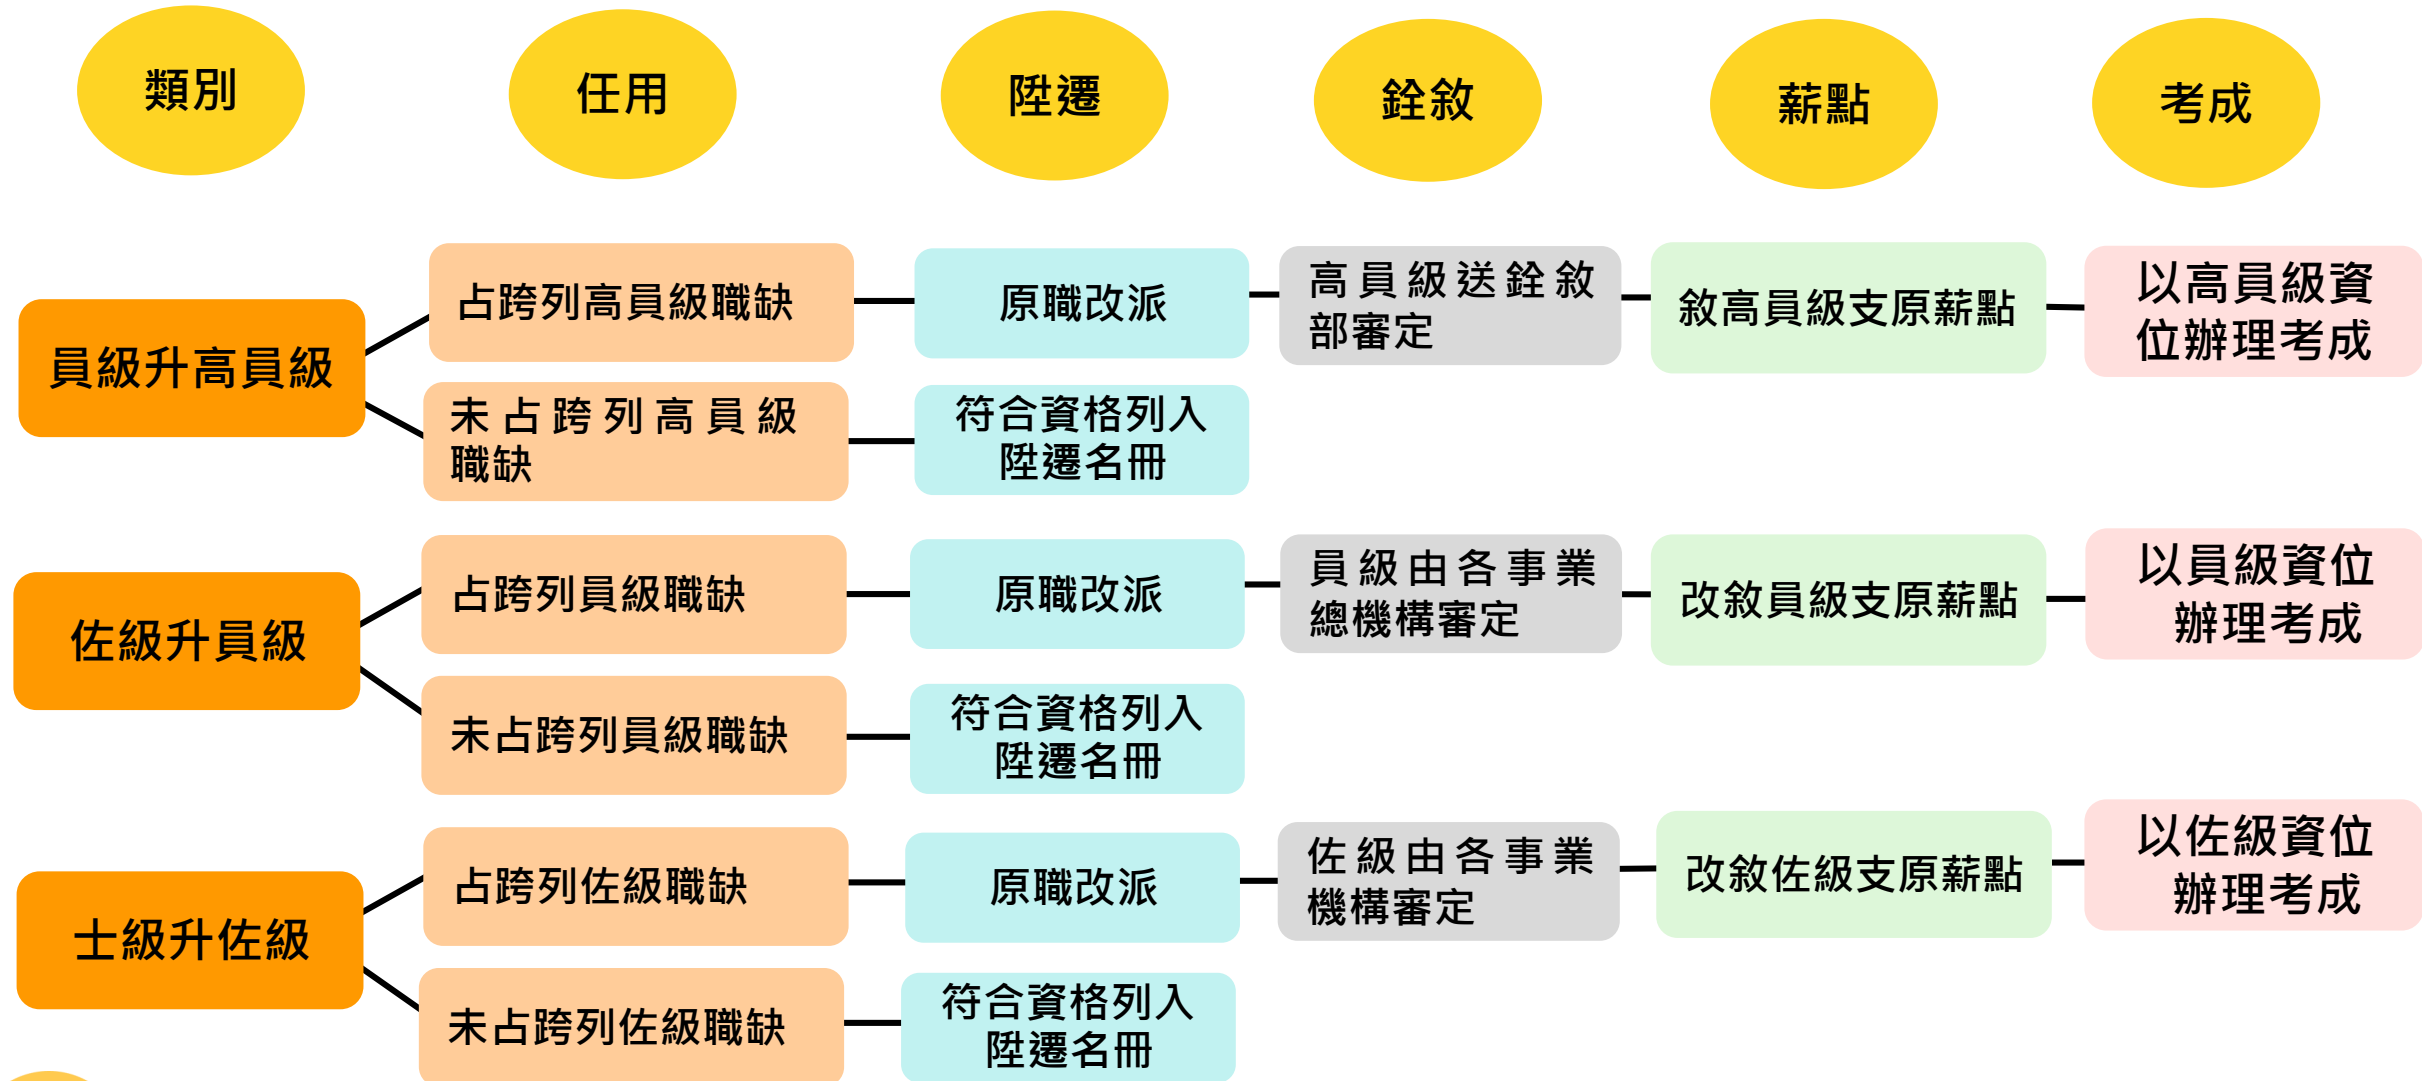 類別
任用
陞遷
銓敘
薪點
考成
員級升高員級
占跨列高員級職缺
原職改派
高員級送銓敘
部審定
敘高員級支原薪點
以高員級資
位辦理考成
未占跨列高員級
職缺
符合資格列入
陞遷名冊
佐級升員級
占跨列員級職缺
原職改派
員級由各事業
總機構審定
改敘員級支原薪點
以員級資位
辦理考成
未占跨列員級職缺
符合資格列入
陞遷名冊
士級升佐級
占跨列佐級職缺
原職改派
佐級由各事業
機構審定
改敘佐級支原薪點
以佐級資位
辦理考成
未占跨列佐級職缺
符合資格列入
陞遷名冊